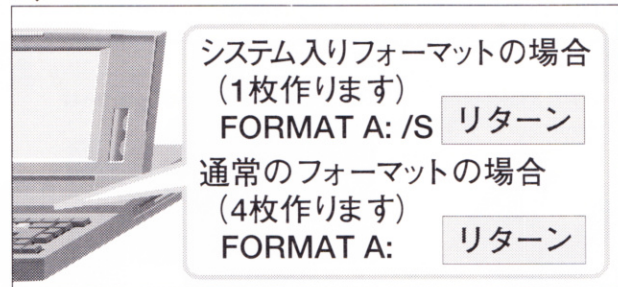 システム入りフォーマットの場合
(1枚作ります)
FORMAT A: /S リターン
通常のフォーマットの場合
(4枚作ります)
FORMAT A: リターン